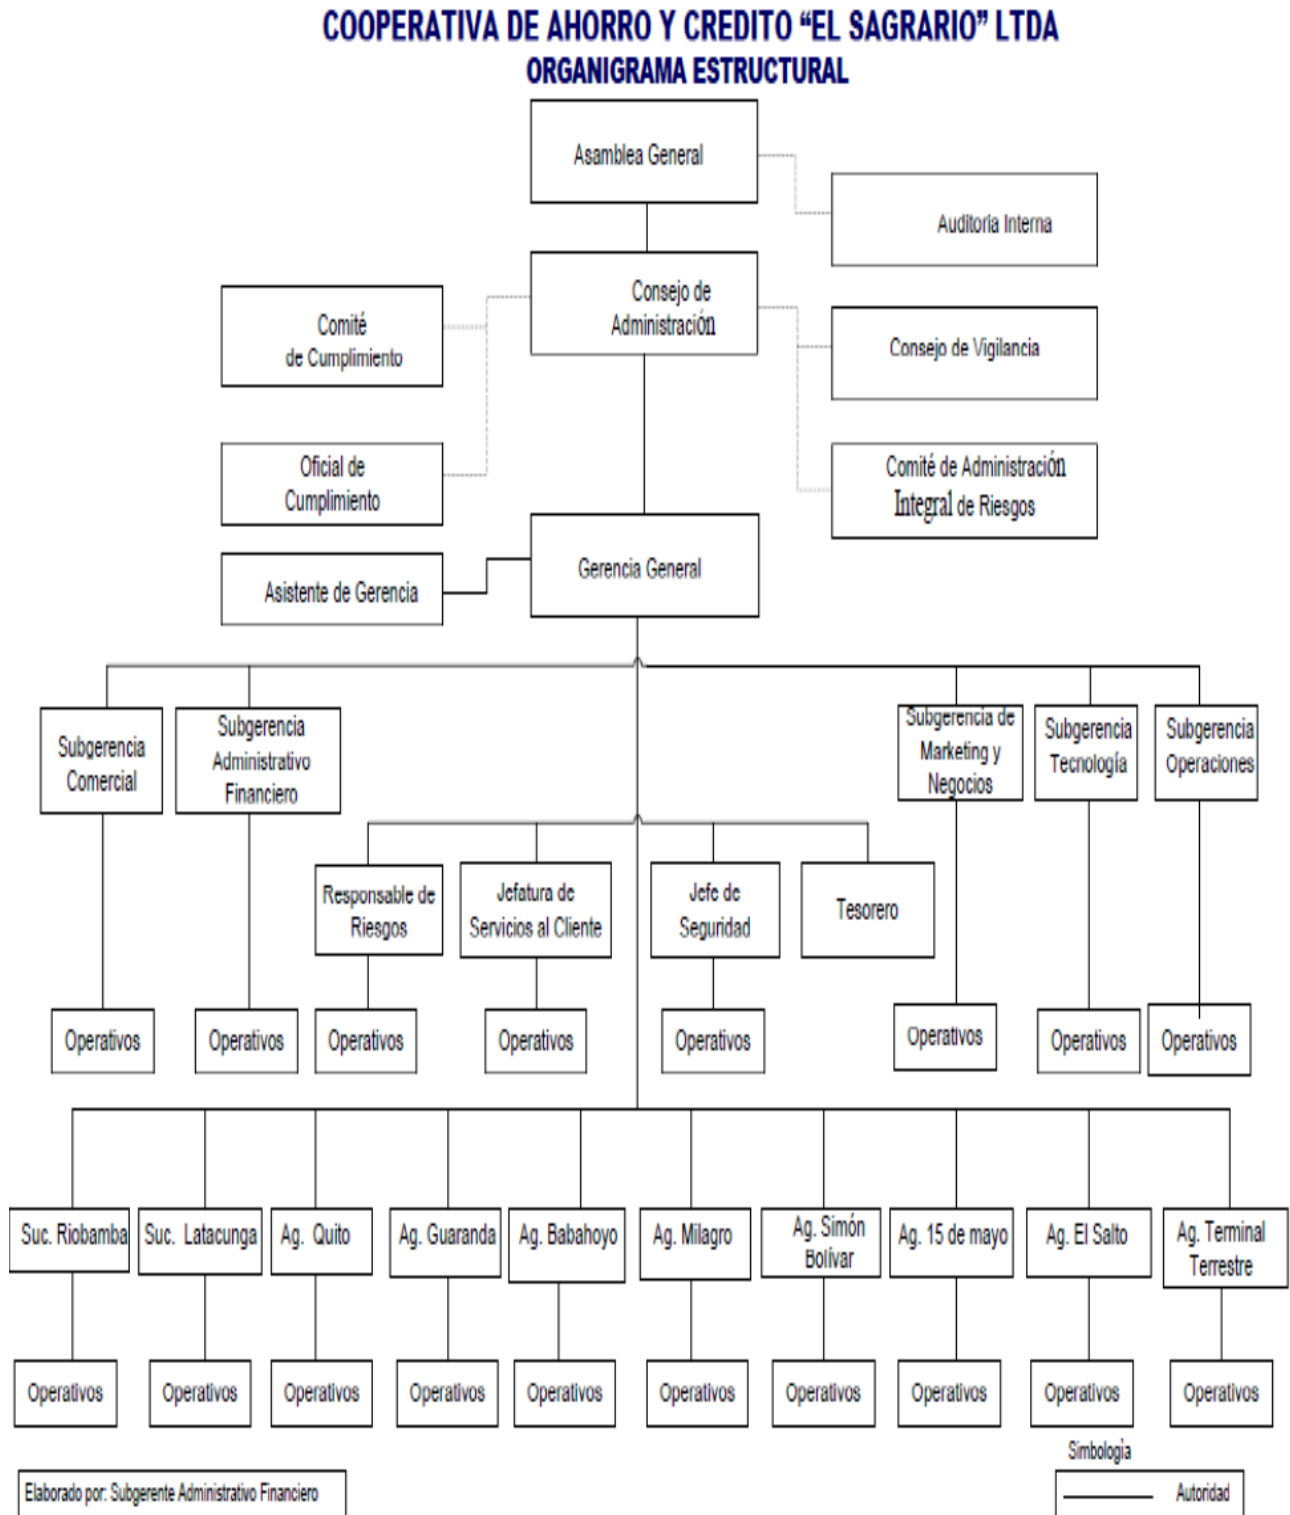 COOPERATIVA DE AHORRO Y CREDITO “EL SAGRARIO” LTDA
ORGANIGRAMA ESTRUCTURAL
Asamblea General
Auditoria Interna
Consejo de
Administración
Comité
de Cumplimiento
Consejo de Vigilancia
Oficial de
Cumplimiento
Comité de Administración
Integral de Riesgos
Gerencia General
Asistente de Gerencia
Subgerencia
Comercial
Subgerencia
Administrativo
Financiero
Subgerencia de
Marketing y
Negocios
Subgerencia
Tecnología
Subgerencia
Operaciones
Responsable de
Riesgos
Jefatura de
Servicios al Cliente
Jefe de
Seguridad
Tesorero
Operativos
Operativos
Operativos
Operativos
Operativos
Operativos
Operativos
Operativos
Suc. Riobamba
Suc. Latacunga
Ag. Quito
Ag. Guaranda
Ag. Babahoyo
Ag. Milagro
Ag. Simón
Bolívar
Ag. 15 de mayo
Ag. El Salto
Ag. Terminal
Terrestre
Operativos
Operativos
Operativos
Operativos
Operativos
Operativos
Operativos
Operativos
Operativos
Operativos
Simbología
Elaborado por: Subgerente Administrativo Financiero
Autoridad